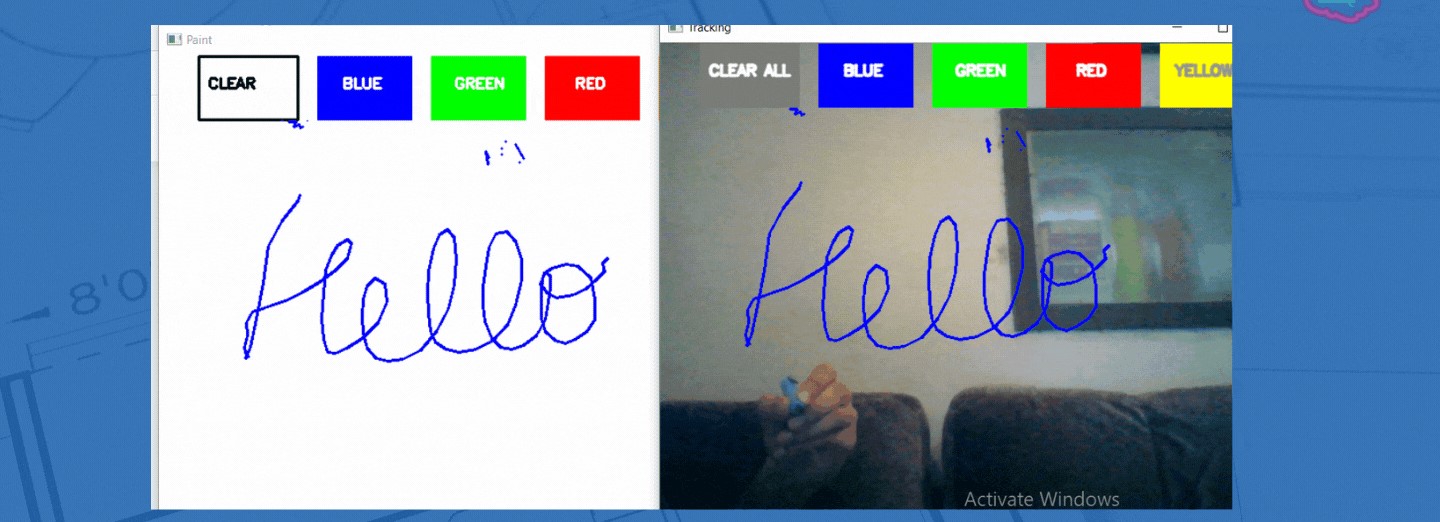 Paint
Tracking
CLEAR
BLUE
GREEN
RED
CLEAR ALL
BLUE
GREEN
RED
YELLOW
Hello
Hello
8'0
Activate Windows